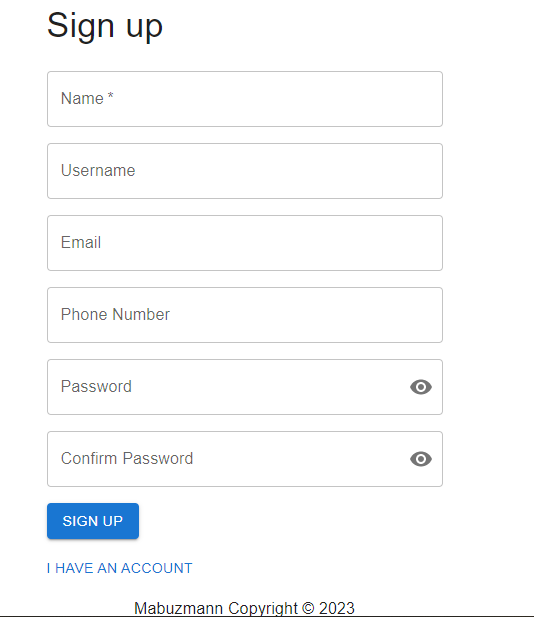 Sign up
Name *
Username
Email
Phone Number
Password
Confirm Password
SIGN UP
I HAVE AN ACCOUNT
Mabuzmann Copyright © 2023